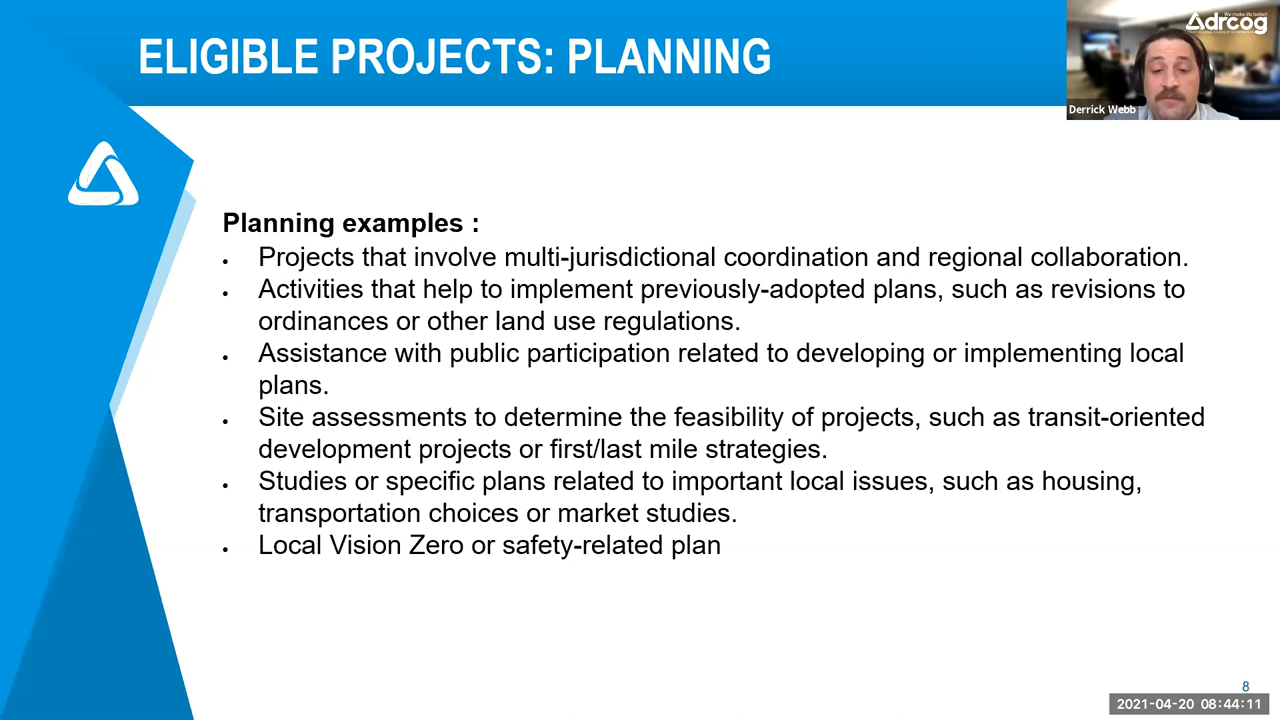 ELIGIBLE PROJECTS: PLANNING
We make life better!
drcog
Derrick Webb
Planning examples :
• Projects that involve multi-jurisdictional coordination and regional collaboration.
• Activities that help to implement previously-adopted plans, such as revisions to
ordinances or other land use regulations.
• Assistance with public participation related to developing or implementing local
plans.
• Site assessments to determine the feasibility of projects, such as transit-oriented
development projects or first/last mile strategies.
• Studies or specific plans related to important local issues, such as housing,
transportation choices or market studies.
• Local Vision Zero or safety-related plan
8
2021-04-20 08:44:11